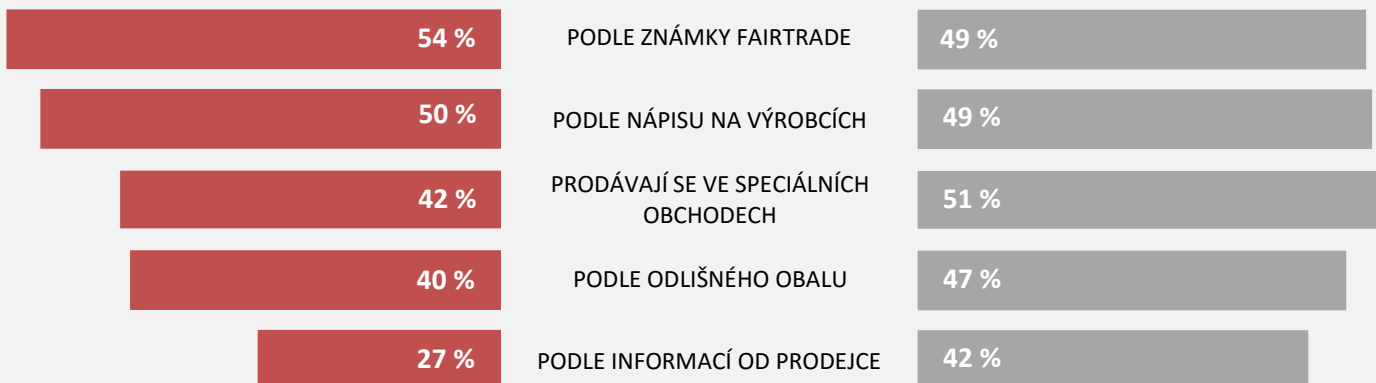 54 % PODLE ZNÁMKY FAIRTRADE 49 %
50 % PODLE NÁPISU NA VÝROBCÍCH 49 %
42 % PRODÁVAJÍ SE VE SPECIÁLNÍCH 51 %
OBCHODECH
40 % PODLE ODLIŠNÉHO OBALU 47 %
27 % PODLE INFORMACÍ OD PRODEJCE 42 %